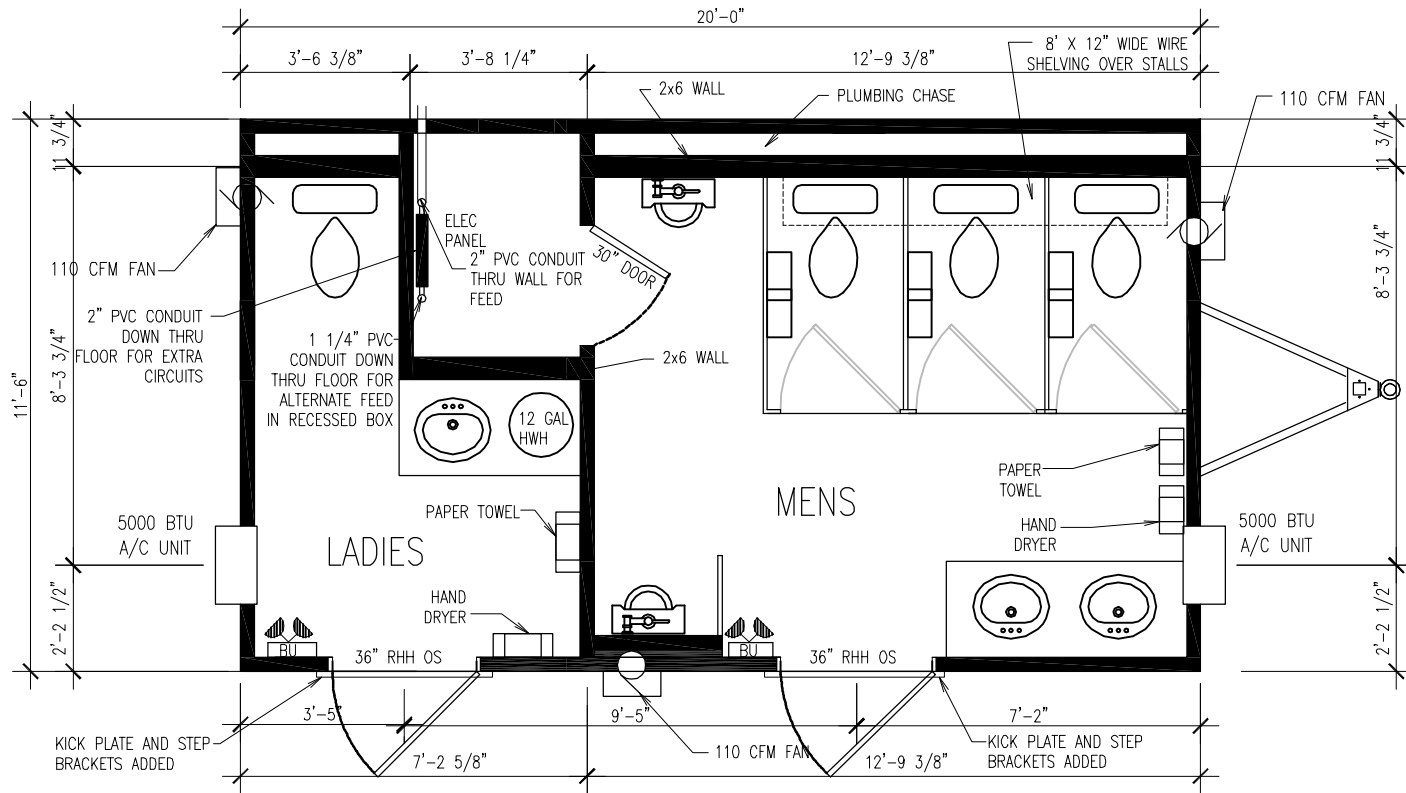 20'-0"
3'-6 3/8"
3'-8 1/4"
12'-9 3/8"
8' X 12" WIDE WIRE
SHELVING OVER STALLS
2x6 WALL
PLUMBING CHASE
110 CFM FAN
11 3/4"
11 3/4"
ELEC
PANEL
2" PVC CONDUIT
THRU WALL FOR
FEED
30" DOOR
110 CFM FAN
8'-3 3/4"
8'-3 3/4"
11'-6"
2" PVC CONDUIT
DOWN THRU
FLOOR FOR EXTRA
CIRCUITS
1 1/4" PVC
CONDUIT DOWN
THRU FLOOR FOR
ALTERNATE FEED
IN RECESSED BOX
2x6 WALL
12 GAL
HWH
PAPER
TOWEL
MENS
PAPER TOWEL
HAND
DRYER
5000 BTU
A/C UNIT
5000 BTU
A/C UNIT
LADIES
HAND
DRYER
2'-2 1/2"
2'-2 1/2"
BU
36" RHH OS
BU
36" RHH OS
3'-5"
9'-5"
7'-2"
KICK PLATE AND STEP
BRACKETS ADDED
110 CFM FAN
KICK PLATE AND STEP
BRACKETS ADDED
7'-2 5/8"
12'-9 3/8"